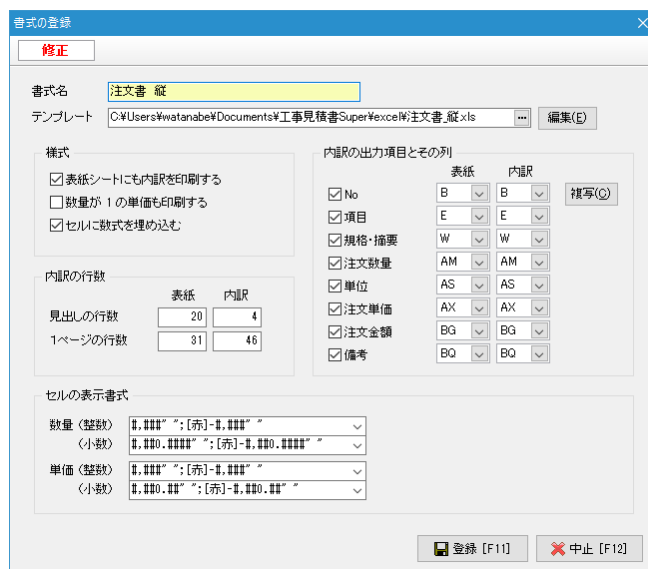 書式の登録
修正
書式名 注文書 縦
テンプレート C:¥Users¥watanabe¥Documents¥工事見積書Super¥excel¥注文書_縦.xls ... 編集(E)
様式
☑表紙シートにも内訳を印刷する
☐数量が 1 の単価も印刷する
☑セルに数式を埋め込む
内訳の行数
表紙 内訳
見出しの行数 20 4
1ページの行数 31 46
内訳の出力項目とその列
表紙 内訳
☑No B B 複写(C)
☑項目 E E
☑規格・摘要 W W
☑注文数量 AM AM
☑単位 AS AS
☑注文単価 AX AX
☑注文金額 BG BG
☑備考 BQ BQ
セルの表示書式
数量 (整数) #,###" ";[赤]-#,###" "
(小数) #,##0.####" ";[赤]-#,##0.####" "
単価 (整数) #,###" ";[赤]-#,###" "
(小数) #,##0.##" ";[赤]-#,##0.##" "
登録 [F11] 中止 [F12]